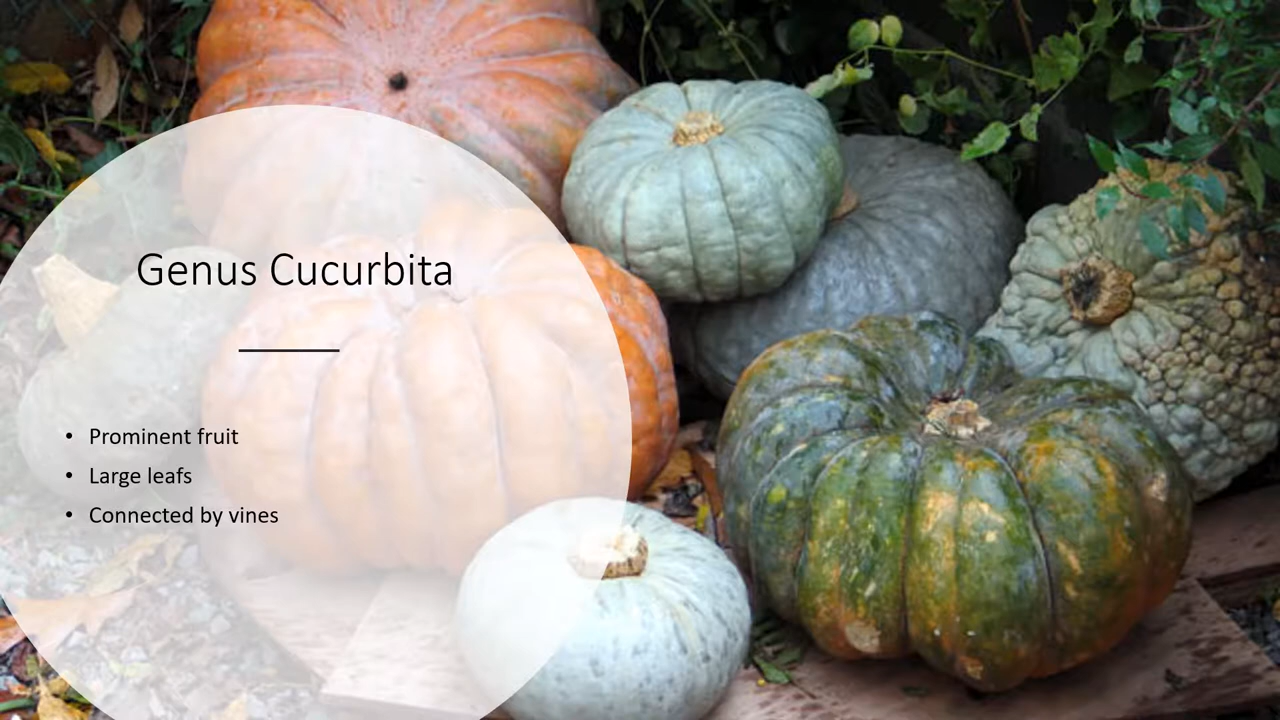 Genus Cucurbita
• Prominent fruit
• Large leafs
• Connected by vines